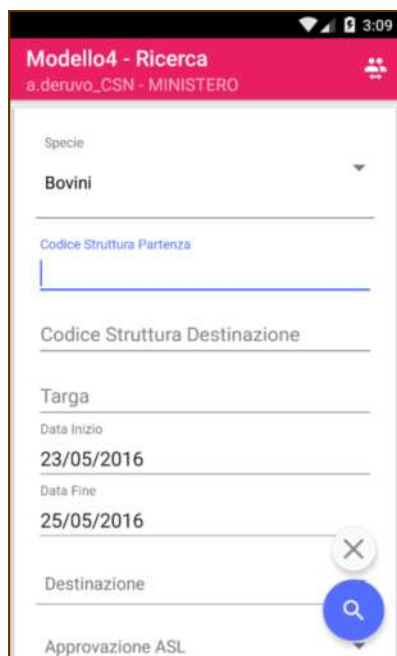 3:09
Modello4 - Ricerca
a.deruvo_CSN - MINISTERO
Specie
Bovini
Codice Struttura Partenza
Codice Struttura Destinazione
Targa
Data Inizio
23/05/2016
Data Fine
25/05/2016
Destinazione
Approvazione ASL